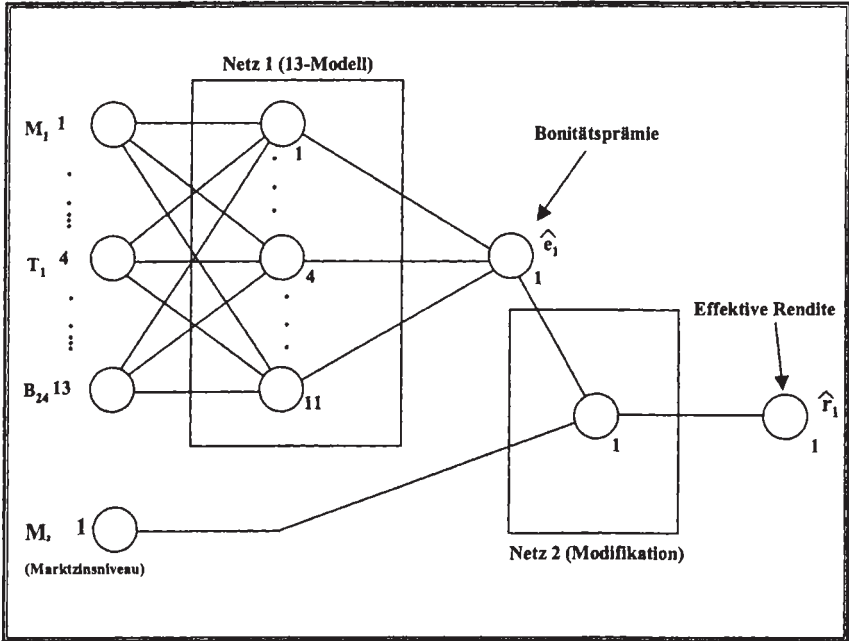 Netz 1 (13-Modell)
M₁ 1
1
Bonitätsprämie
T₁ 4
4
ê₁
1
Effektive Rendite
B₂₄ 13
11
r̂₁
1
1
M, 1
(Marktzinsniveau)
Netz 2 (Modifikation)